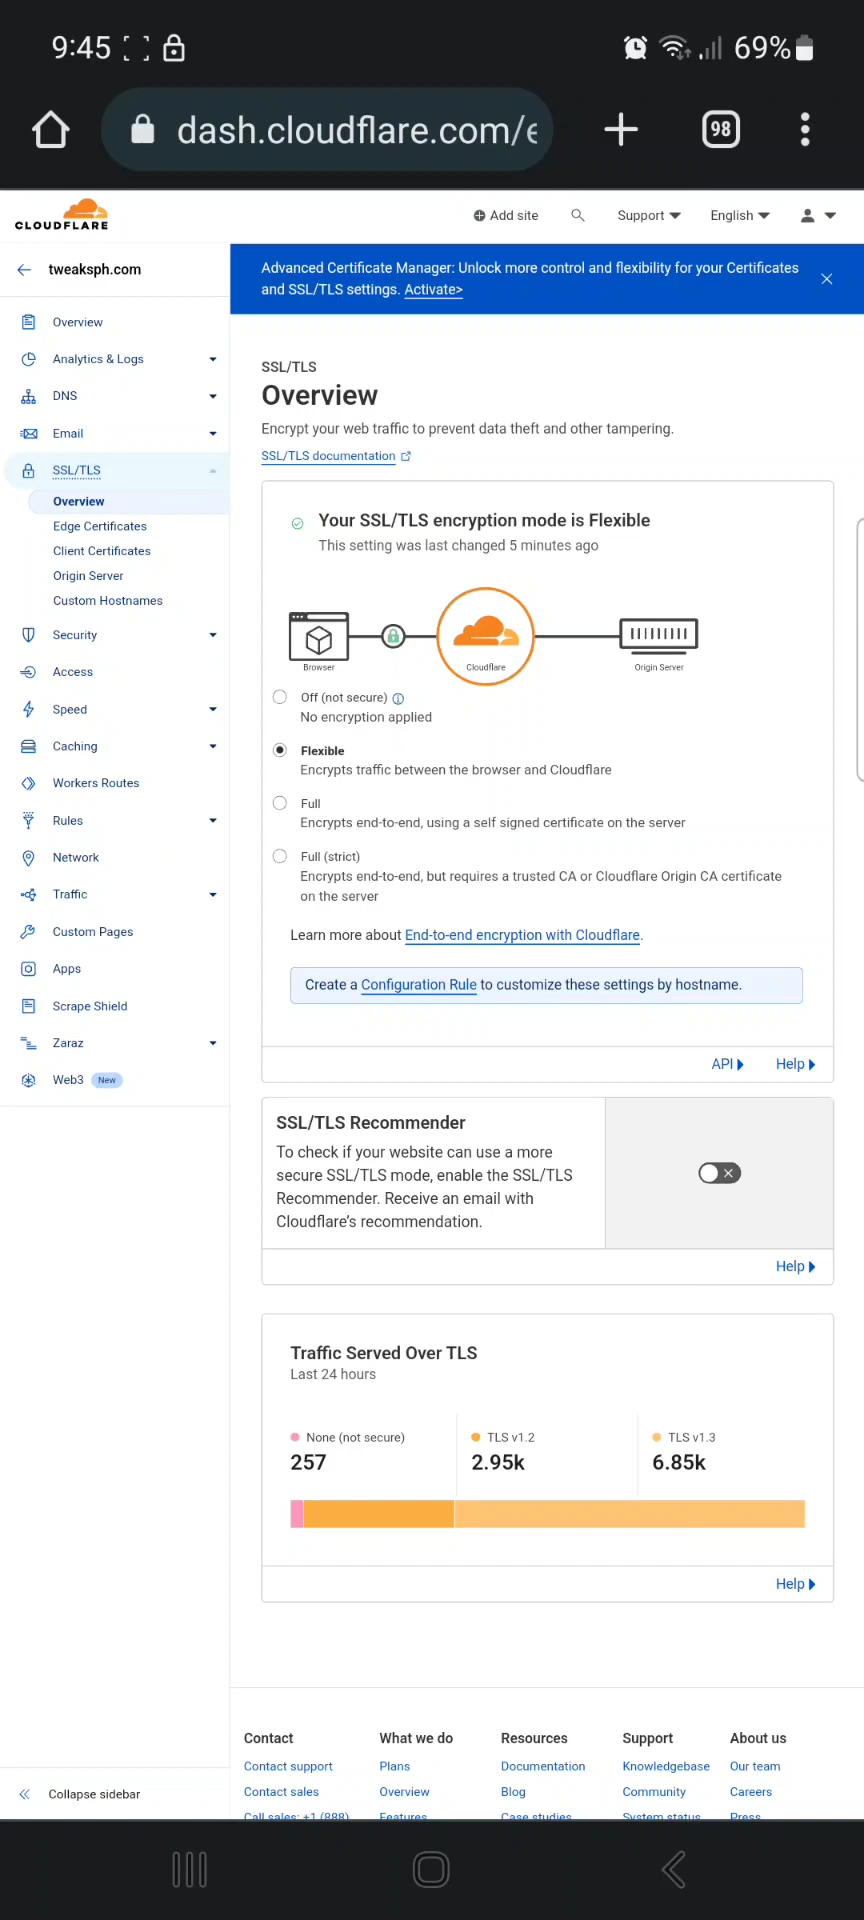 9:45
69%
dash.cloudflare.com/e
98
CLOUDFLARE
Add site
Support
English
tweaksph.com
Advanced Certificate Manager: Unlock more control and flexibility for your Certificates
and SSL/TLS settings. Activate>
Overview
Analytics & Logs
DNS
Email
SSL/TLS
Overview
Edge Certificates
Client Certificates
Origin Server
Custom Hostnames
Security
Access
Speed
Caching
Workers Routes
Rules
Network
Traffic
Custom Pages
Apps
Scrape Shield
Zaraz
Web3 New
SSL/TLS
Overview
Encrypt your web traffic to prevent data theft and other tampering.
SSL/TLS documentation
Your SSL/TLS encryption mode is Flexible
This setting was last changed 5 minutes ago
Browser
Cloudflare
Origin Server
Off (not secure)
No encryption applied
Flexible
Encrypts traffic between the browser and Cloudflare
Full
Encrypts end-to-end, using a self signed certificate on the server
Full (strict)
Encrypts end-to-end, but requires a trusted CA or Cloudflare Origin CA certificate
on the server
Learn more about End-to-end encryption with Cloudflare.
Create a Configuration Rule to customize these settings by hostname.
API
Help
SSL/TLS Recommender
To check if your website can use a more
secure SSL/TLS mode, enable the SSL/TLS
Recommender. Receive an email with
Cloudflare's recommendation.
Help
Traffic Served Over TLS
Last 24 hours
None (not secure)
257
TLS v1.2
2.95k
TLS v1.3
6.85k
Help
Contact
Contact support
Contact sales
Call sales: +1 (888)
What we do
Plans
Overview
Features
Resources
Documentation
Blog
Case studies
Support
Knowledgebase
Community
System status
About us
Our team
Careers
Press
Collapse sidebar